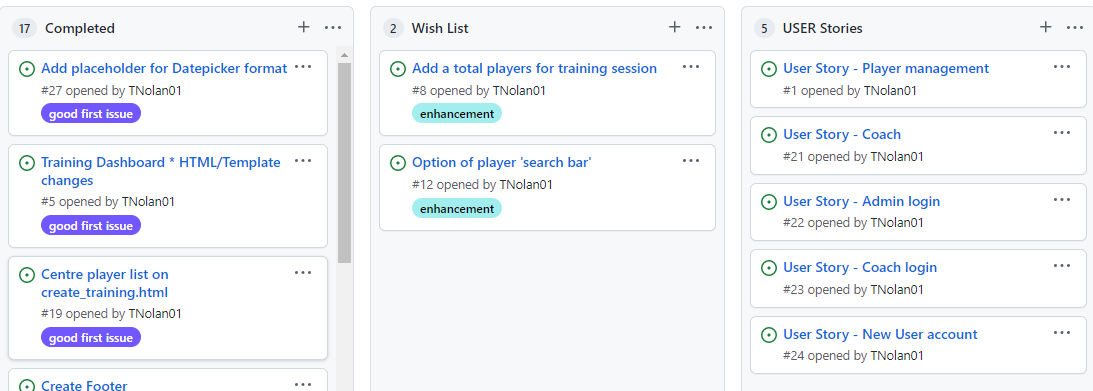 17 Completed
Add placeholder for Datepicker format
#27 opened by TNolan01
good first issue
Training Dashboard * HTML/Template
changes
#5 opened by TNolan01
good first issue
Centre player list on
create_training.html
#19 opened by TNolan01
good first issue
Create Footer
2 Wish List
Add a total players for training session
#8 opened by TNolan01
enhancement
Option of player 'search bar'
#12 opened by TNolan01
enhancement
5 USER Stories
User Story - Player management
#1 opened by TNolan01
User Story - Coach
#21 opened by TNolan01
User Story - Admin login
#22 opened by TNolan01
User Story - Coach login
#23 opened by TNolan01
User Story - New User account
#24 opened by TNolan01